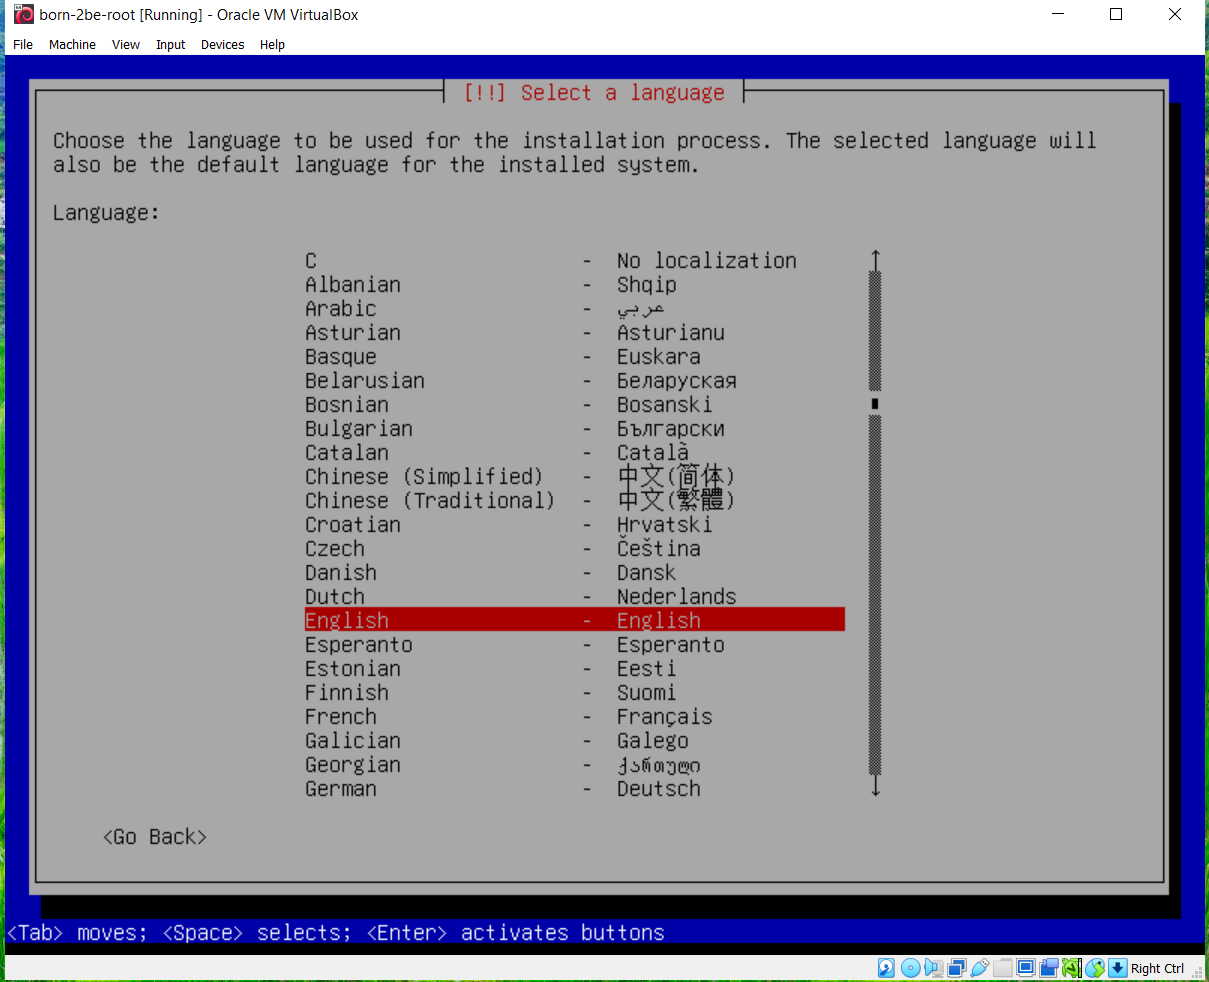 born-2be-root [Running] - Oracle VM VirtualBox
File Machine View Input Devices Help
[!!] Select a language
Choose the language to be used for the installation process. The selected language will
also be the default language for the installed system.
Language:
C - No localization
Albanian - Shqip
Arabic - عربي
Asturian - Asturianu
Basque - Euskara
Belarusian - Беларуская
Bosnian - Bosanski
Bulgarian - Български
Catalan - Català
Chinese (Simplified) - 中文(简体)
Chinese (Traditional) - 中文(繁體)
Croatian - Hrvatski
Czech - Čeština
Danish - Dansk
Dutch - Nederlands
English - English
Esperanto - Esperanto
Estonian - Eesti
Finnish - Suomi
French - Français
Galician - Galego
Georgian - ქართული
German - Deutsch
<Go Back>
<Tab> moves; <Space> selects; <Enter> activates buttons
Right Ctrl